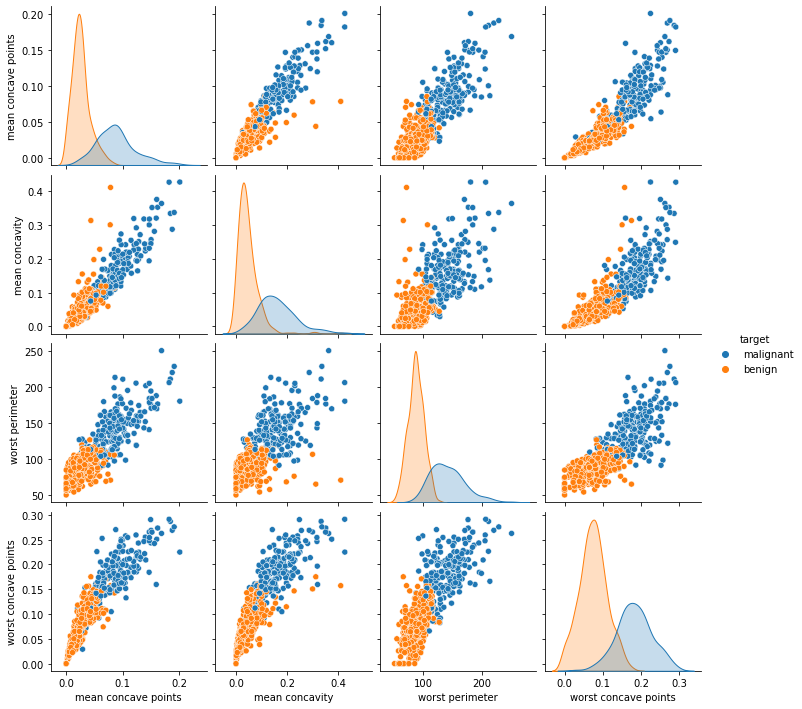 mean concave points
0.20
0.15
0.10
0.05
0.00
mean concavity
0.4
0.3
0.2
0.1
0.0
worst perimeter
250
200
150
100
50
target
malignant
benign
worst concave points
0.30
0.25
0.20
0.15
0.10
0.05
0.00
0.0 0.1 0.2
mean concave points
0.0 0.2 0.4
mean concavity
100 200
worst perimeter
0.0 0.1 0.2 0.3
worst concave points